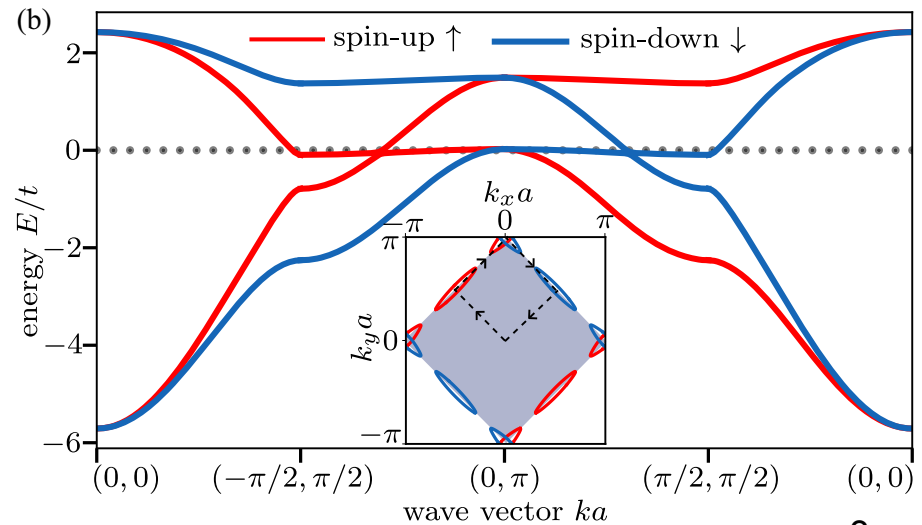 (b)
spin-up ↑
spin-down ↓
energy E/t
2
0
−2
−4
−6
k_x a
−π 0 π
k_y a
π
0
−π
(0, 0) (−π/2, π/2) (0, π) (π/2, π/2) (0, 0)
wave vector ka